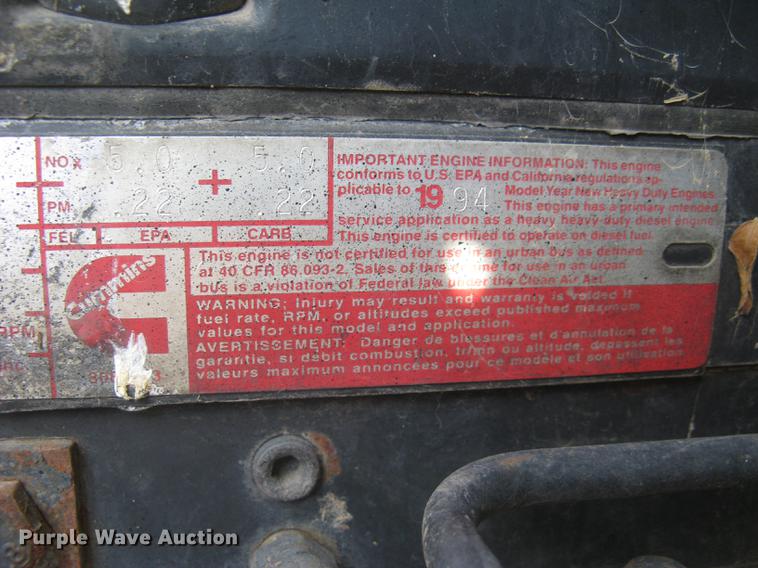 NOx 5.0 5.0
PM .22 .22
FEL EPA CARB
RPM
Cummins
IMPORTANT ENGINE INFORMATION: This engine
conforms to U.S. EPA and California regulations ap-
plicable to 1994 Model Year New Heavy Duty Engines.
This engine has a primary intended
service application as a heavy heavy duty diesel engine.
This engine is certified to operate on diesel fuel.
This engine is not certified for use in an urban bus as defined
at 40 CFR 86.093-2. Sales of this engine for use in an urban
bus is a violation of Federal law under the Clean Air Act.
WARNING: Injury may result and warranty is voided if
fuel rate, RPM, or altitudes exceed published maximum
values for this model and application.
AVERTISSEMENT: Danger de blessures et d'annulation de la
garantie, si débit combustion, tr/mn ou altitude, dépassent les
valeurs maximum annoncées pour ce modèle et son utilisation
Purple Wave Auction